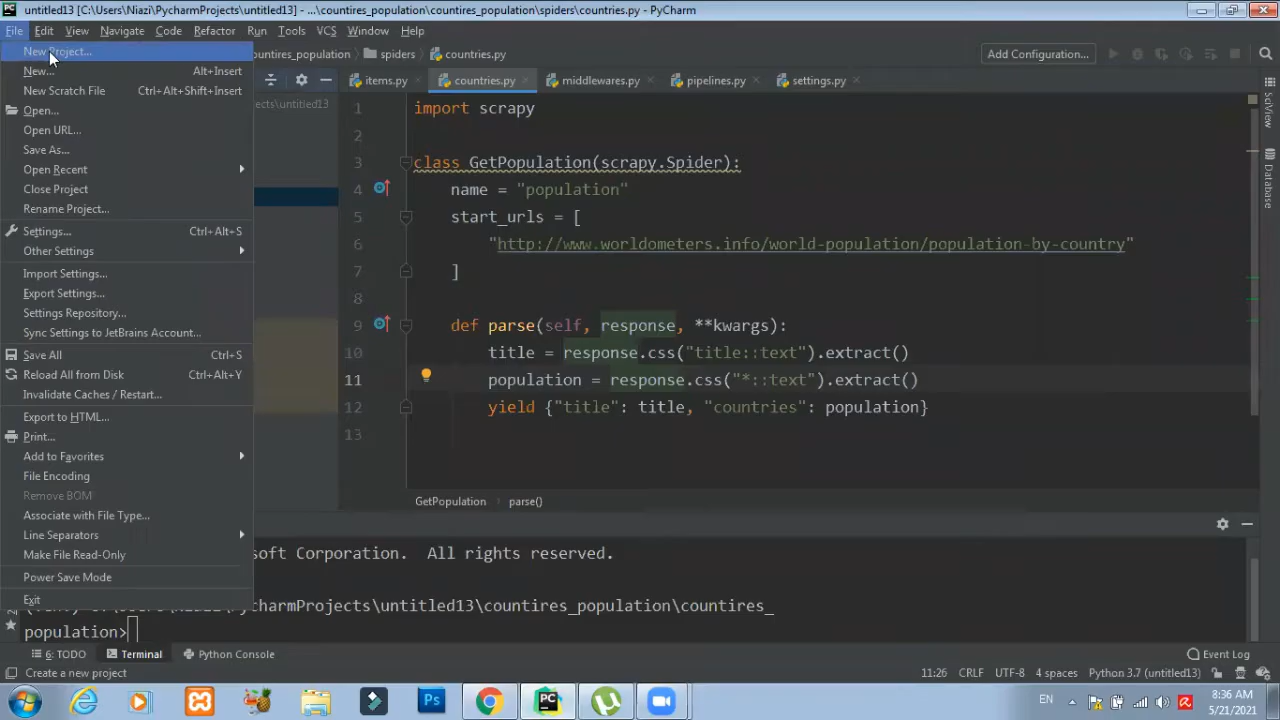 untitled13 [C:\Users\Niazi\PycharmProjects\untitled13] - ...\countires_population\countires_population\spiders\countries.py - PyCharm
File Edit View Navigate Code Refactor Run Tools Window Help
ountires_population spiders countries.py Add Configuration...
New Project...
New... Alt+Insert
New Scratch File Ctrl+Alt+Shift+Insert
Open...
Open URL...
Save As...
Open Recent
Close Project
Rename Project...
Settings... Ctrl+Alt+S
Other Settings
Import Settings...
Export Settings...
Settings Repository...
Sync Settings to JetBrains Account...
Save All Ctrl+S
Reload All from Disk Ctrl+Alt+Y
Invalidate Caches / Restart...
Export to HTML...
Print...
Add to Favorites
File Encoding
Remove BOM
Associate with File Type...
Line Separators
Make File Read-Only
Power Save Mode
Exit
ects\untitled13
items.py countries.py middlewares.py pipelines.py settings.py
1 import scrapy
2
3 class GetPopulation(scrapy.Spider):
4 name = "population"
5 start_urls = [
6 "http://www.worldometers.info/world-population/population-by-country"
7 ]
8
9 def parse(self, response, **kwargs):
10 title = response.css("title::text").extract()
11 population = response.css("*::text").extract()
12 yield {"title": title, "countries": population}
13
GetPopulation parse()
SciView
Database
soft Corporation. All rights reserved.
\PycharmProjects\untitled13\countires_population\countires_
population>
6: TODO Terminal Python Console Event Log
Create a new project 11:26 CRLF UTF-8 4 spaces Python 3.7 (untitled13)
PC Ps PC EN 8:36 AM
5/21/2021